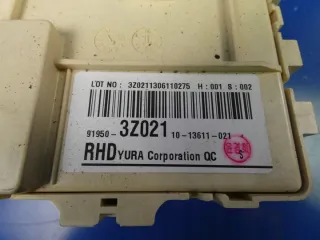 LOT NO : 3Z0211306110275 H : 001 S : 002
91950- 3Z021 10-13611-021
RHD YURA Corporation QC